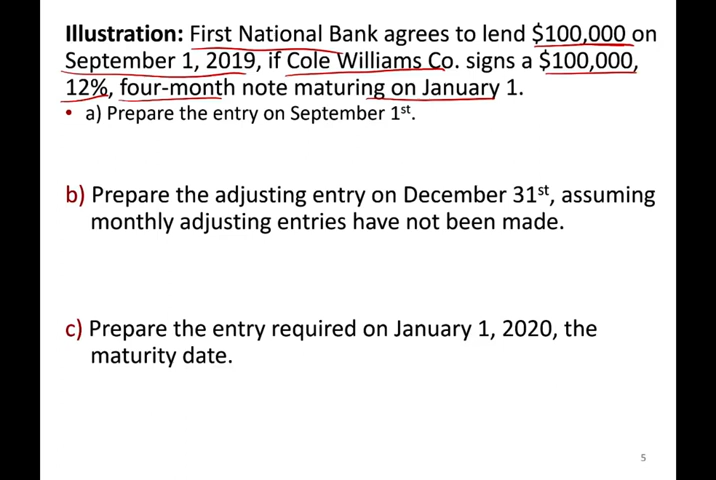 Illustration: First National Bank agrees to lend $100,000 on
September 1, 2019, if Cole Williams Co. signs a $100,000,
12%, four-month note maturing on January 1.
• a) Prepare the entry on September 1st.
b) Prepare the adjusting entry on December 31st, assuming
monthly adjusting entries have not been made.
c) Prepare the entry required on January 1, 2020, the
maturity date.
5